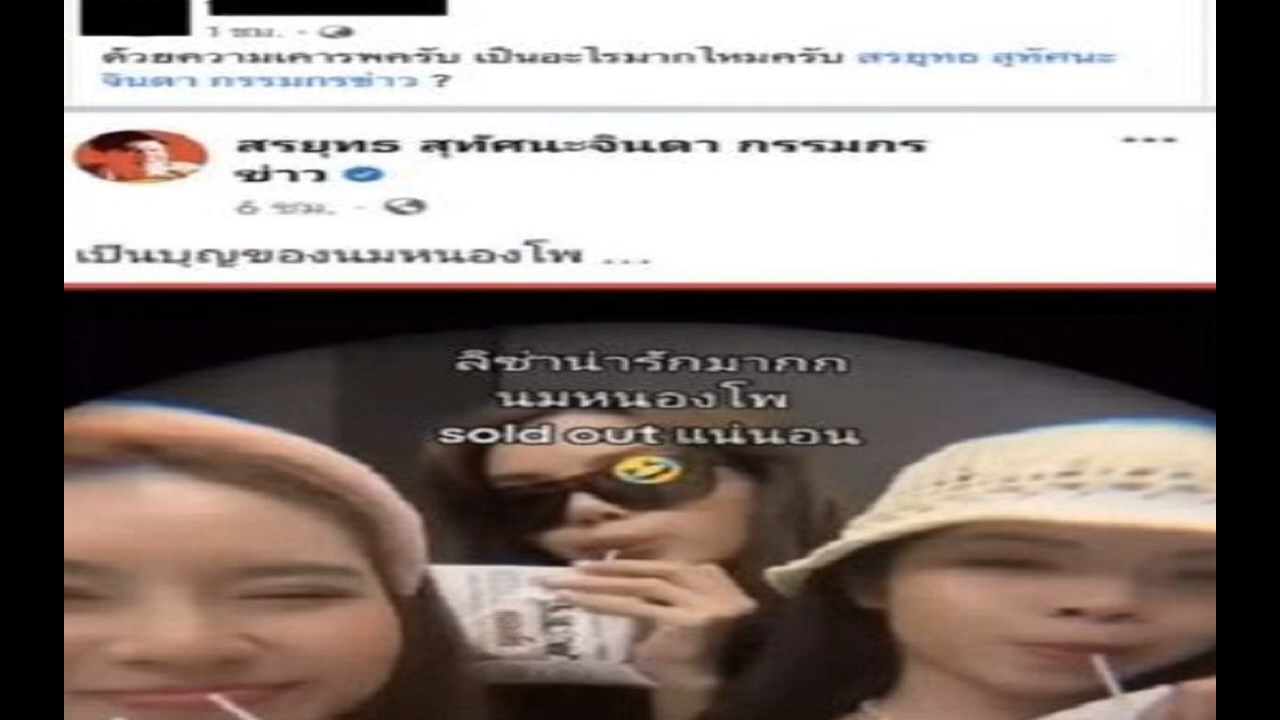 1 ชม. ·
ด้วยความเคารพครับ เป็นอะไรมากไหมครับ สรยุทธ สุทัศนะ
จินดา กรรมกรข่าว ?
สรยุทธ สุทัศนะจินดา กรรมกร
ข่าว
6 ชม. ·
เป็นบุญของนมหนองโพ ...
ลิซ่าน่ารักมากก
นมหนองโพ
sold out แน่นอน